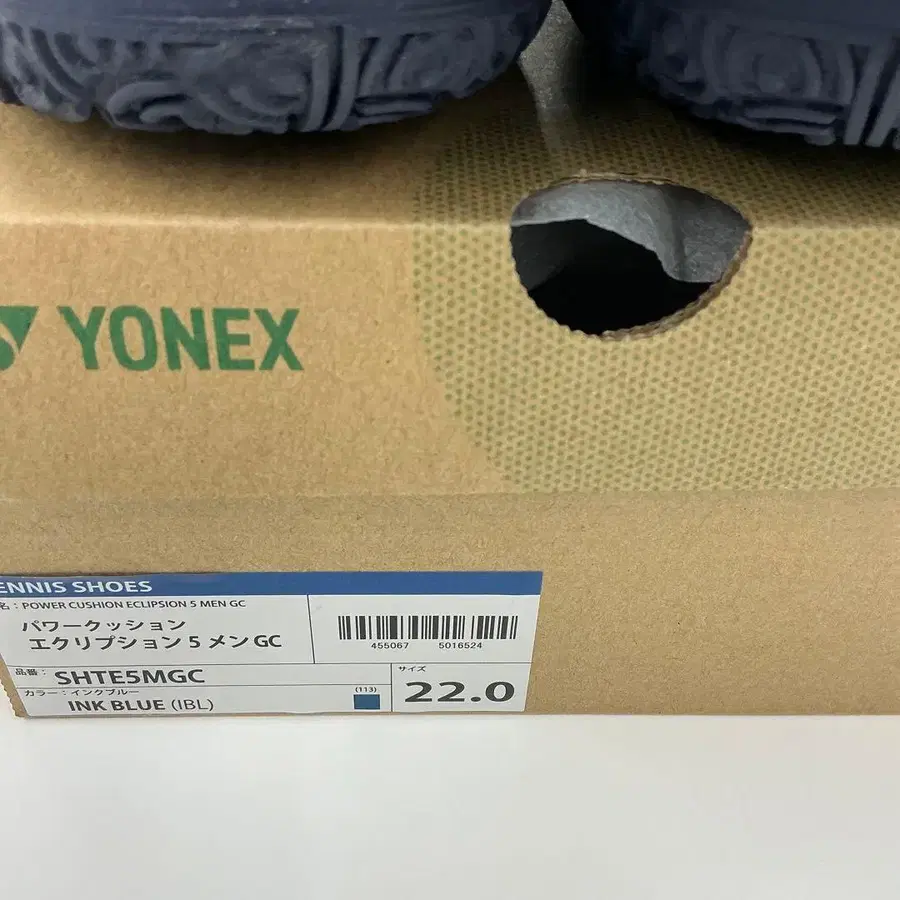 YONEX
ENNIS SHOES
名：POWER CUSHION ECLIPSION 5 MEN GC
パワークッション
エクリプション 5 メン GC
455067 5016524
品番： SHTE5MGC
カラー：インクブルー
(113)
INK BLUE (IBL)
サイズ
22.0